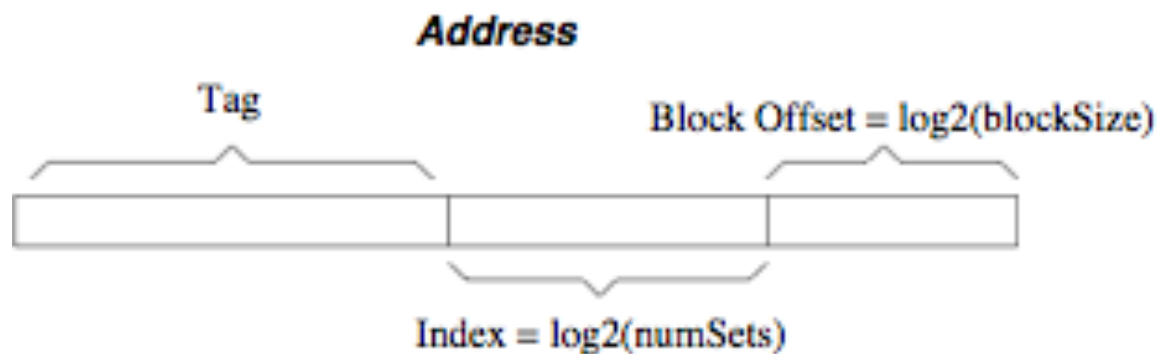 Address
Tag
Block Offset = log2(blockSize)
Index = log2(numSets)